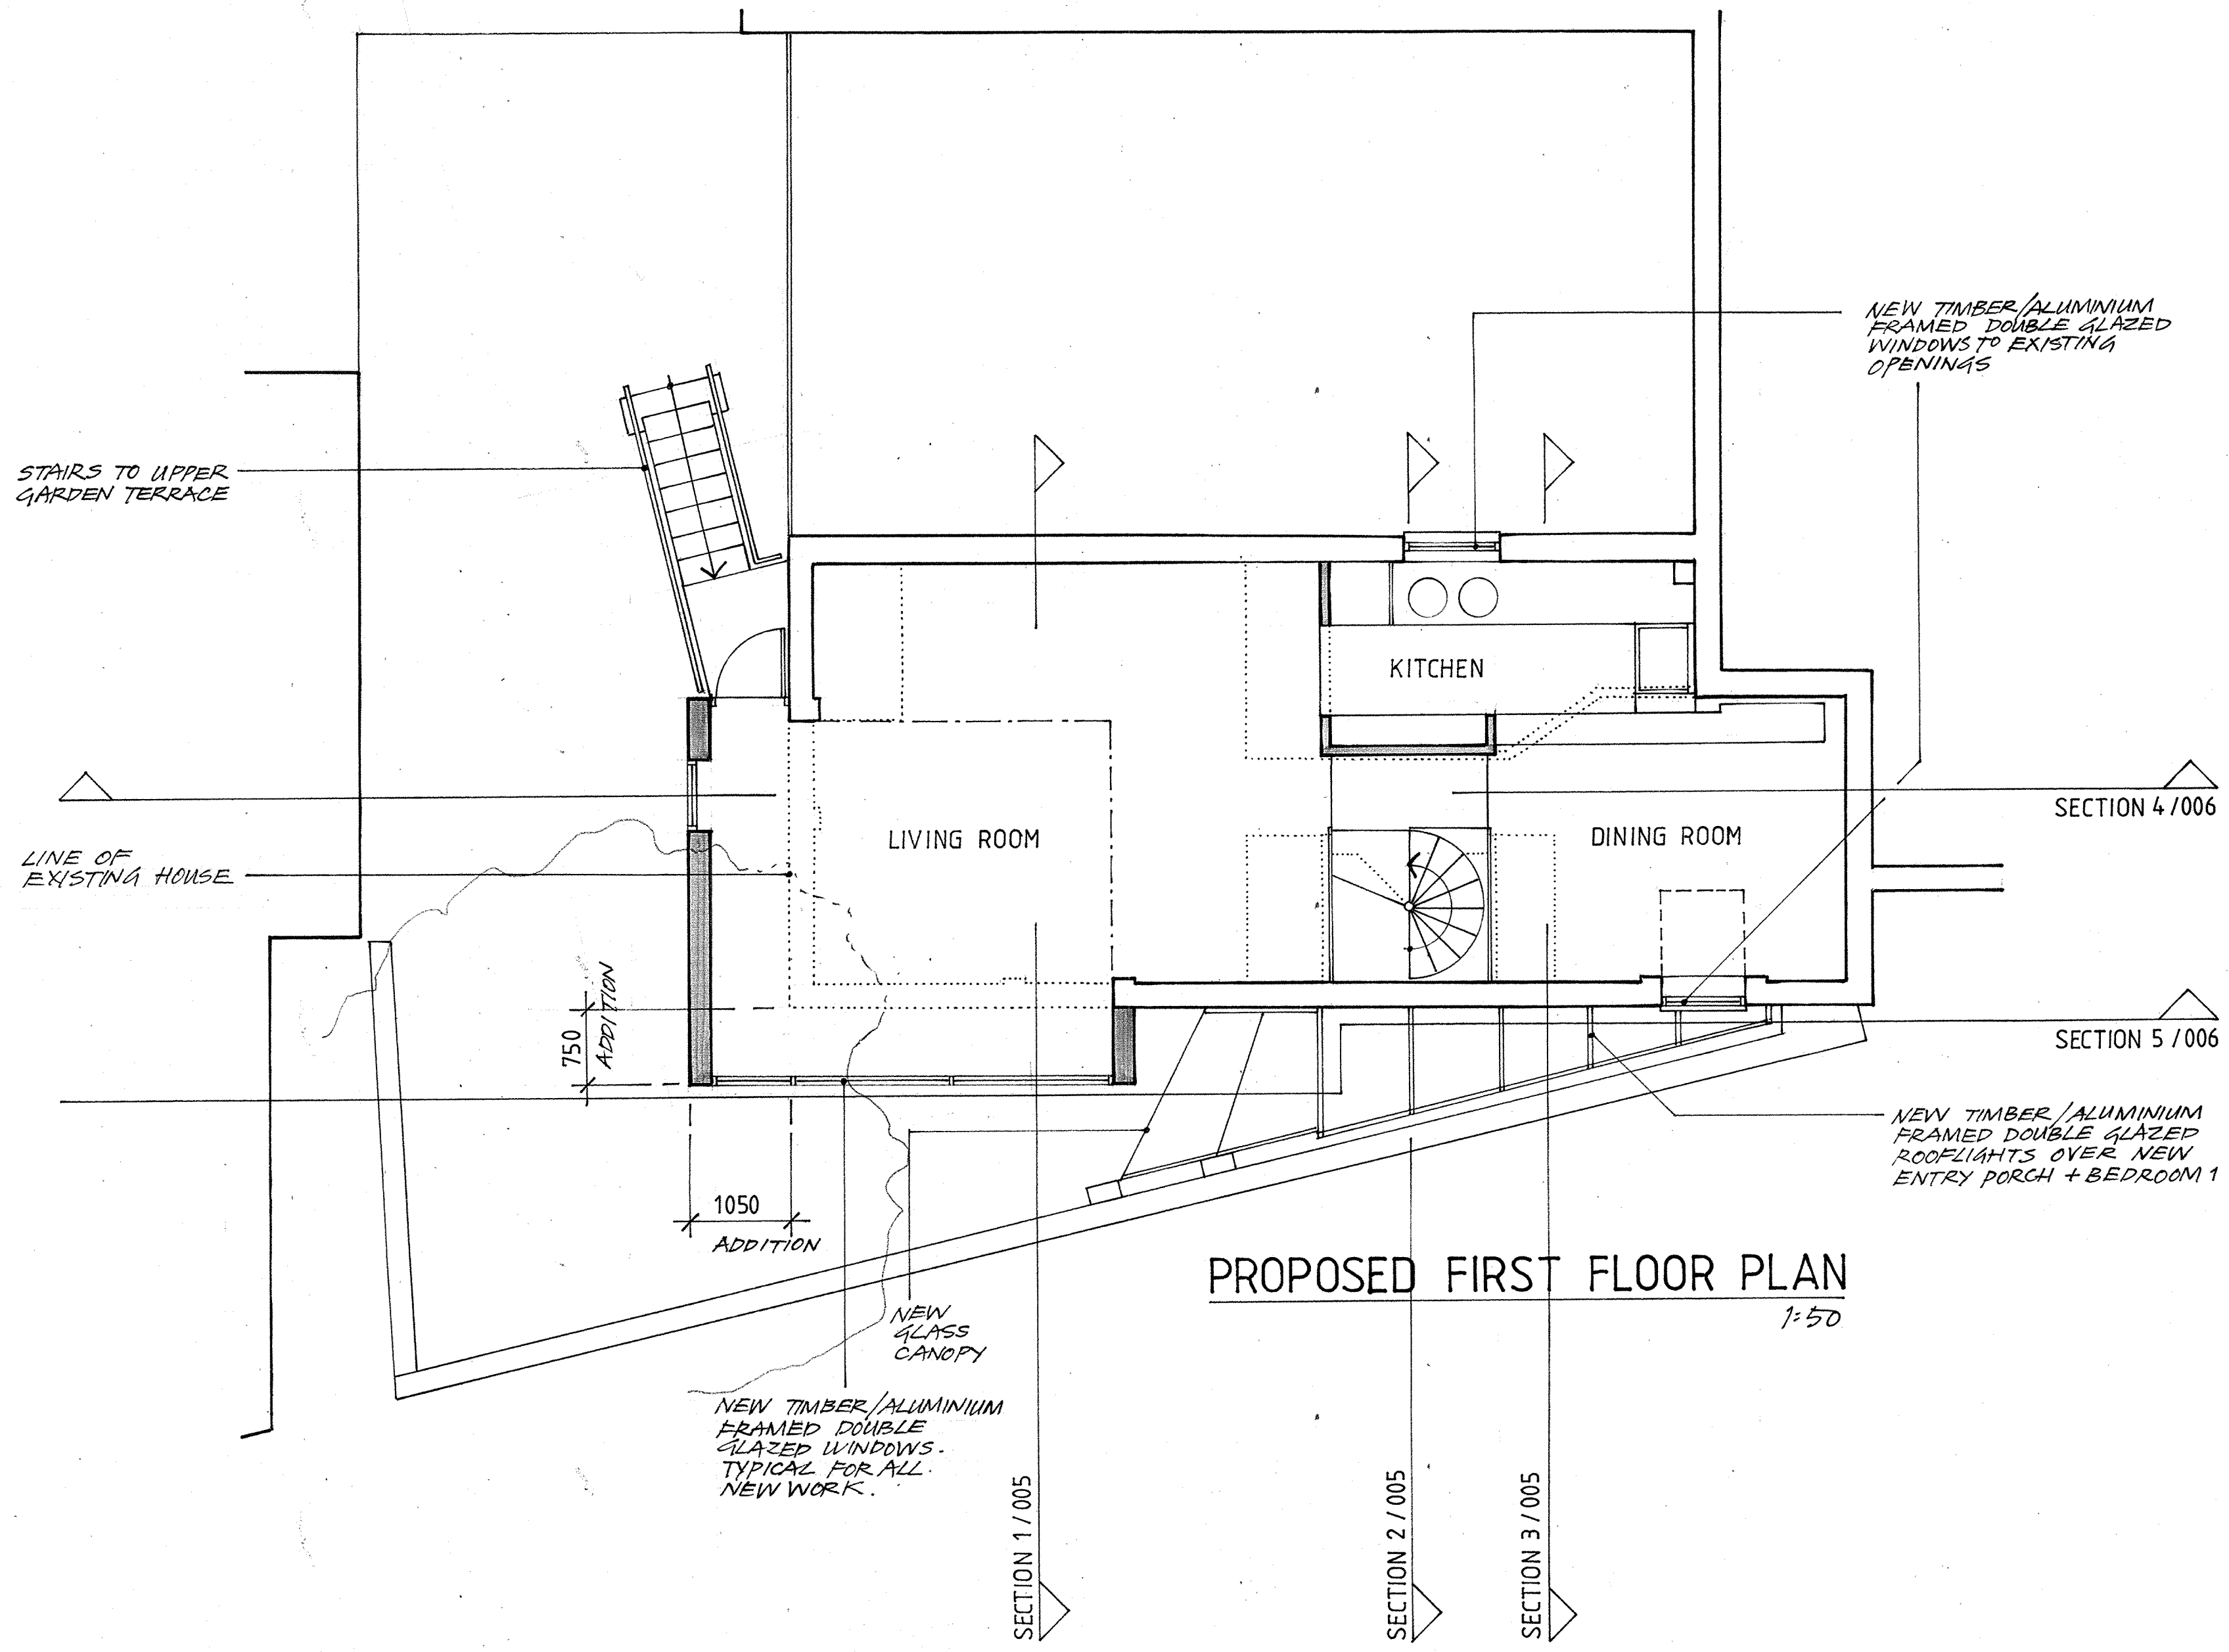 NEW TIMBER/ALUMINIUM
FRAMED DOUBLE GLAZED
WINDOWS TO EXISTING
OPENINGS
STAIRS TO UPPER
GARDEN TERRACE
KITCHEN
SECTION 4/006
LIVING ROOM
DINING ROOM
LINE OF
EXISTING HOUSE
750
ADDITION
SECTION 5/006
NEW TIMBER/ALUMINIUM
FRAMED DOUBLE GLAZED
ROOFLIGHTS OVER NEW
ENTRY PORCH + BEDROOM 1
1050
ADDITION
PROPOSED FIRST FLOOR PLAN
1:50
NEW
GLASS
CANOPY
NEW TIMBER/ALUMINIUM
FRAMED DOUBLE
GLAZED WINDOWS.
TYPICAL FOR ALL.
NEW WORK.
SECTION 1/005
SECTION 2/005
SECTION 3/005